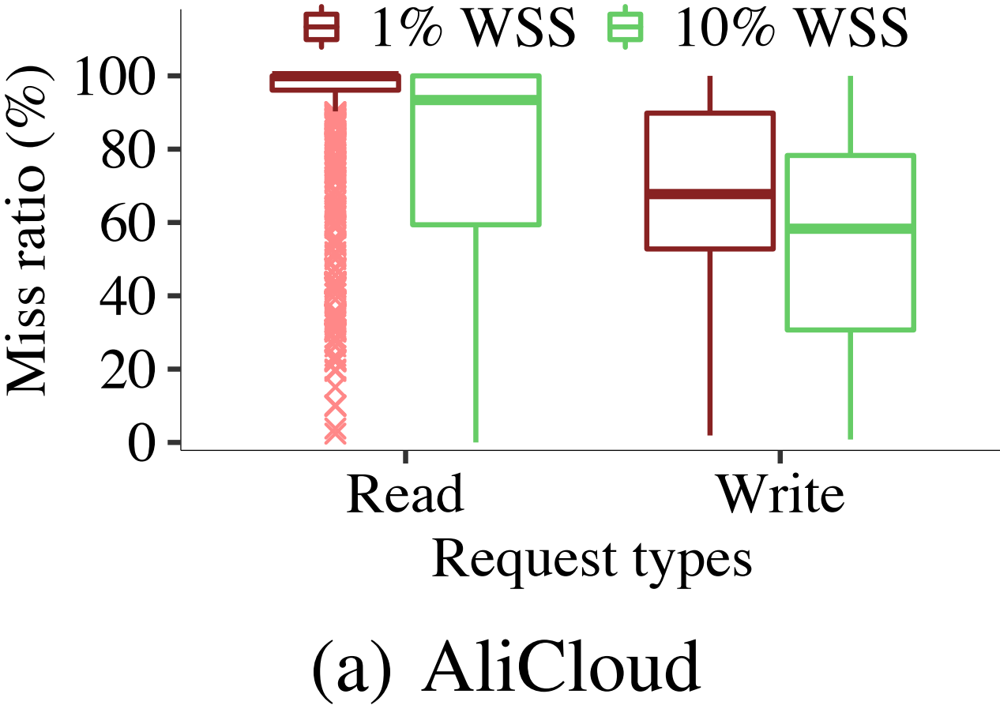 1% WSS 10% WSS
Miss ratio (%)
100
80
60
40
20
0
Read Write
Request types
(a) AliCloud